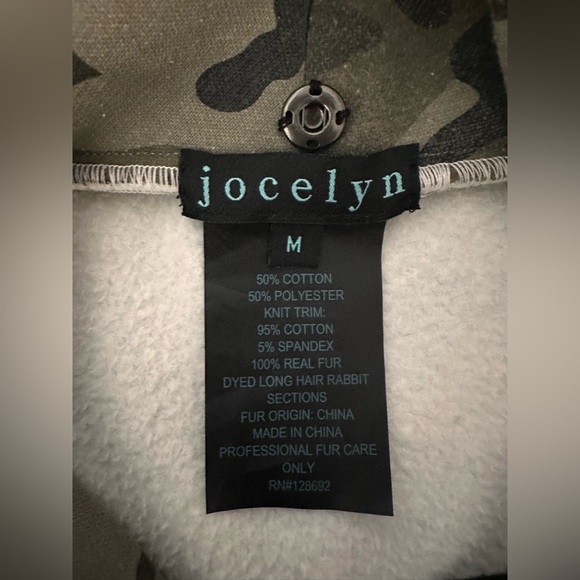 jocelyn
M
50% COTTON
50% POLYESTER
KNIT TRIM:
95% COTTON
5% SPANDEX
100% REAL FUR
DYED LONG HAIR RABBIT
SECTIONS
FUR ORIGIN: CHINA
MADE IN CHINA
PROFESSIONAL FUR CARE
ONLY
RN#128692